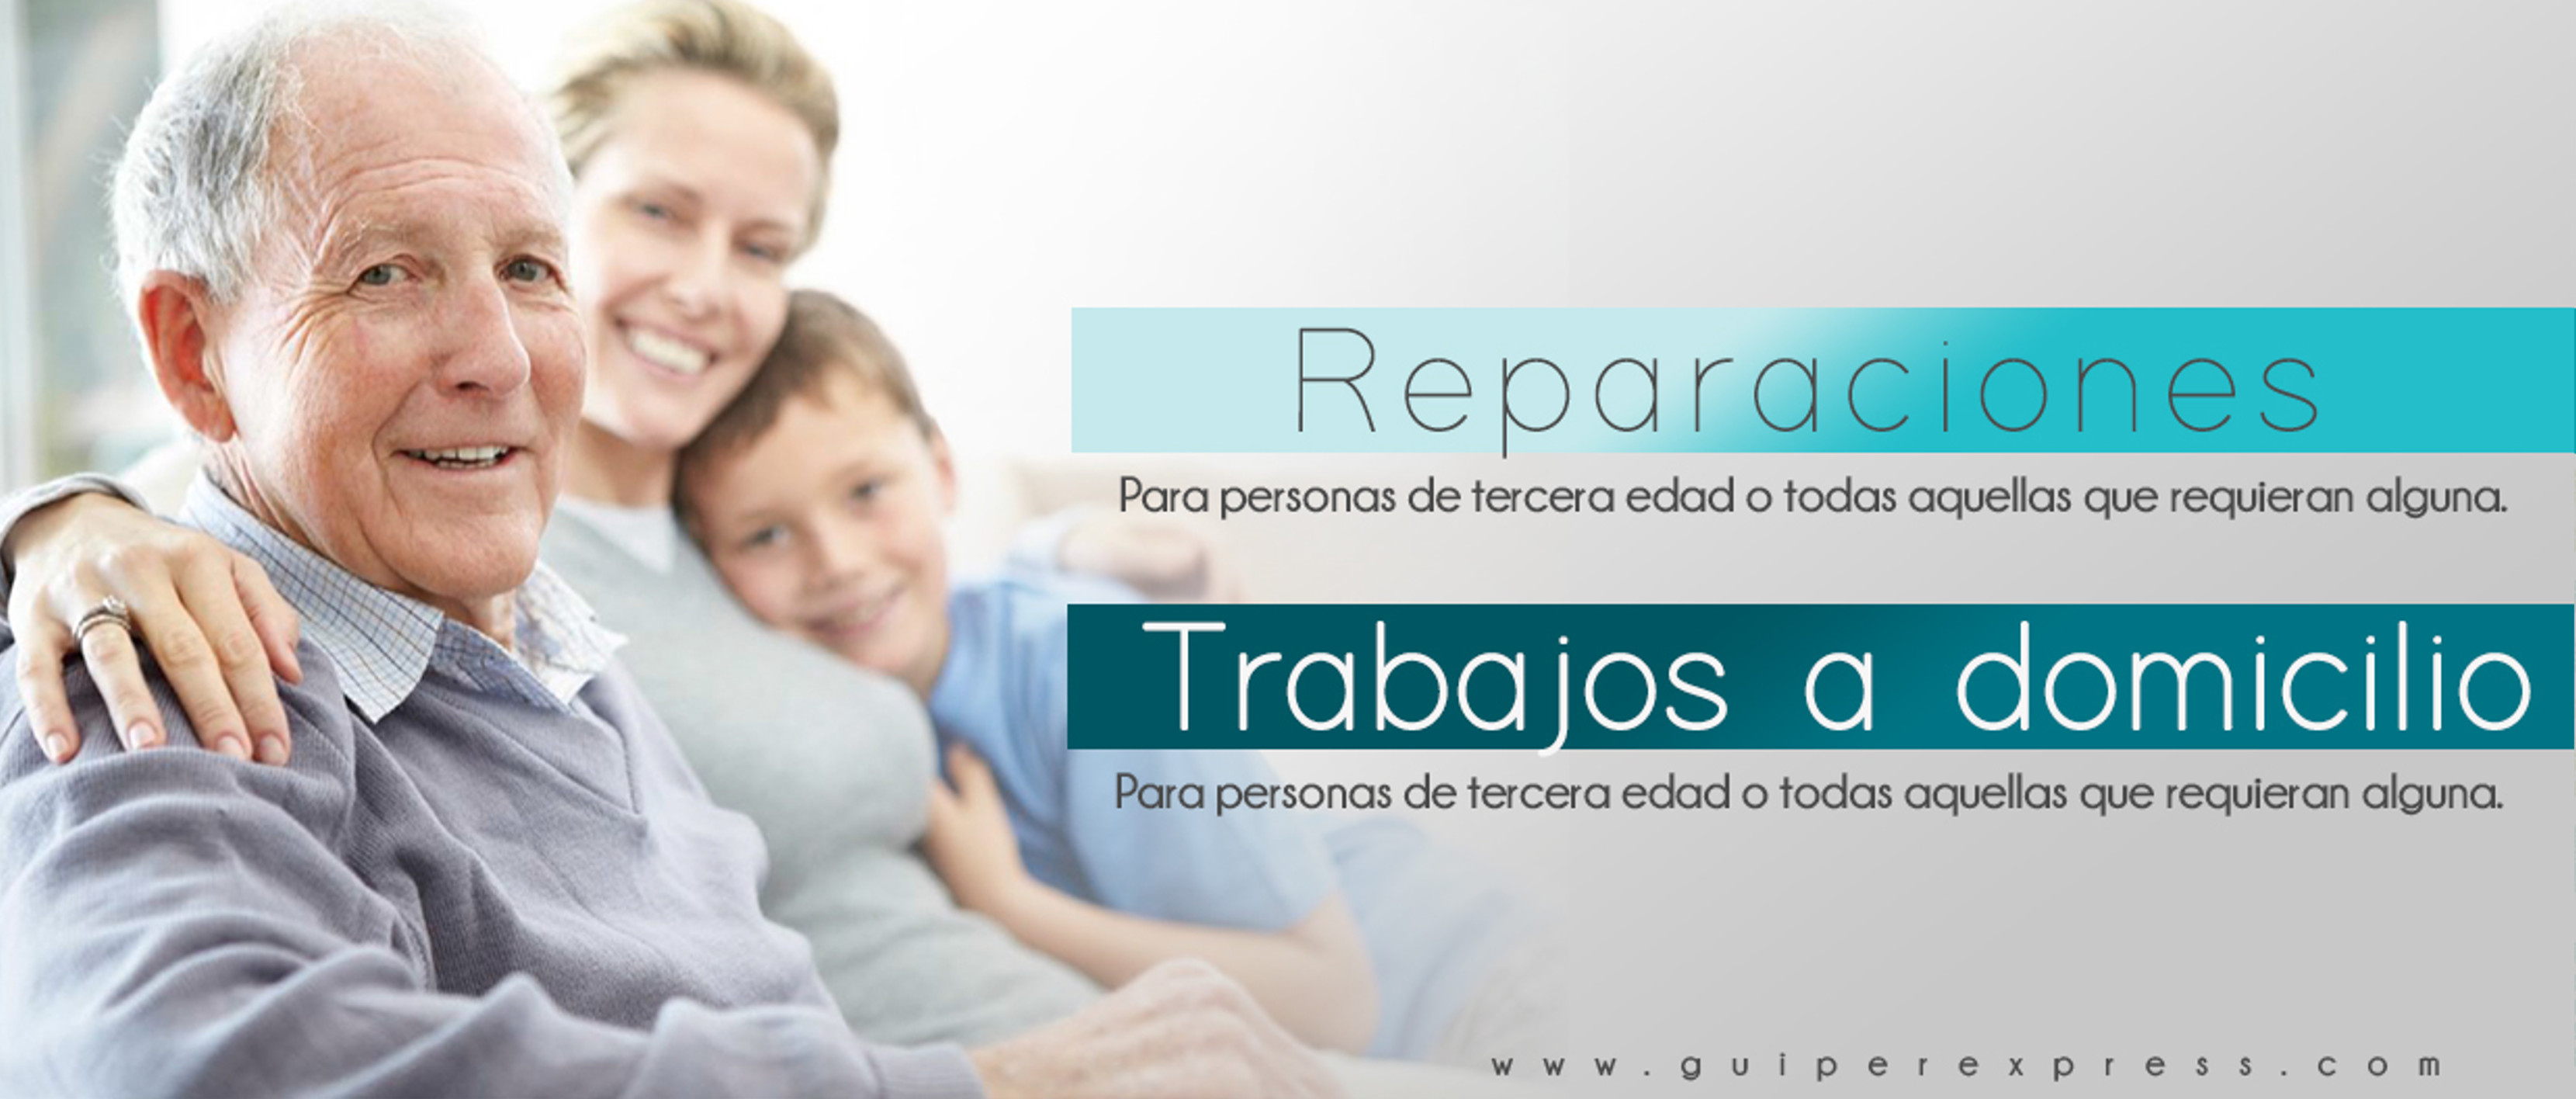 Reparaciones
Para personas de tercera edad o todas aquellas que requieran alguna.
Trabajos a domicilio
Para personas de tercera edad o todas aquellas que requieran alguna.
www.guiperexpress.com